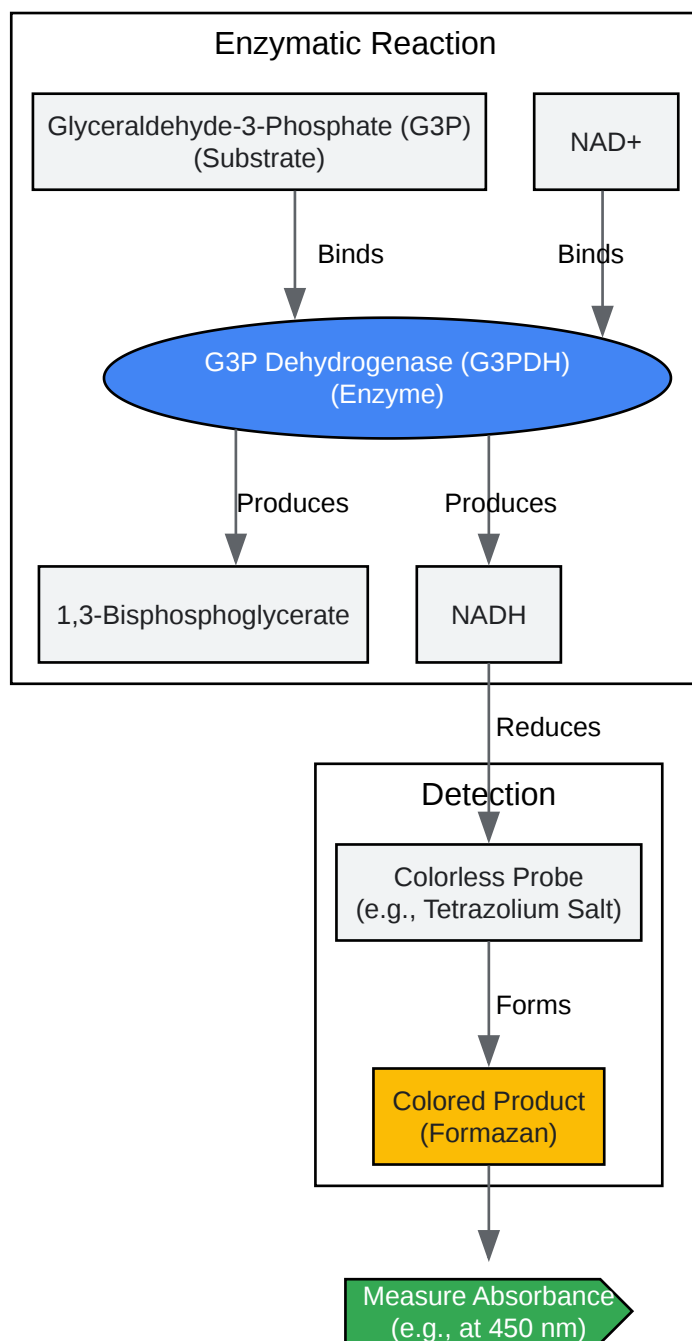 Enzymatic Reaction
Glyceraldehyde-3-Phosphate (G3P)
(Substrate)
NAD+
Binds
Binds
G3P Dehydrogenase (G3PDH)
(Enzyme)
Produces
Produces
1,3-Bisphosphoglycerate
NADH
Reduces
Detection
Colorless Probe
(e.g., Tetrazolium Salt)
Forms
Colored Product
(Formazan)
Measure Absorbance
(e.g., at 450 nm)